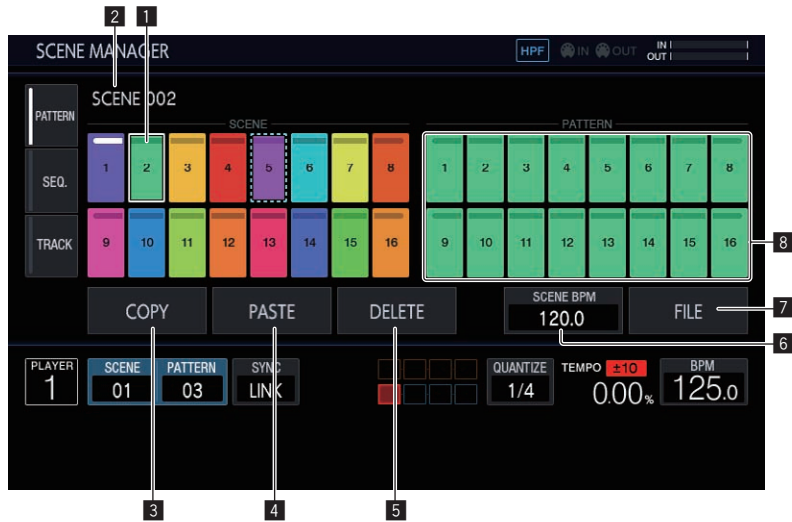 2 1
SCENE MANAGER HPF IN OUT IN
OUT
PATTERN SCENE 002
SCENE PATTERN
1 2 3 4 5 6 7 8 1 2 3 4 5 6 7 8
SEQ.
TRACK 9 10 11 12 13 14 15 16 9 10 11 12 13 14 15 16 8
COPY PASTE DELETE SCENE BPM FILE 7
120.0
6
PLAYER SCENE PATTERN SYNC QUANTIZE TEMPO ±10 BPM
1 01 03 LINK 1/4 0.00% 125.0
3 4 5